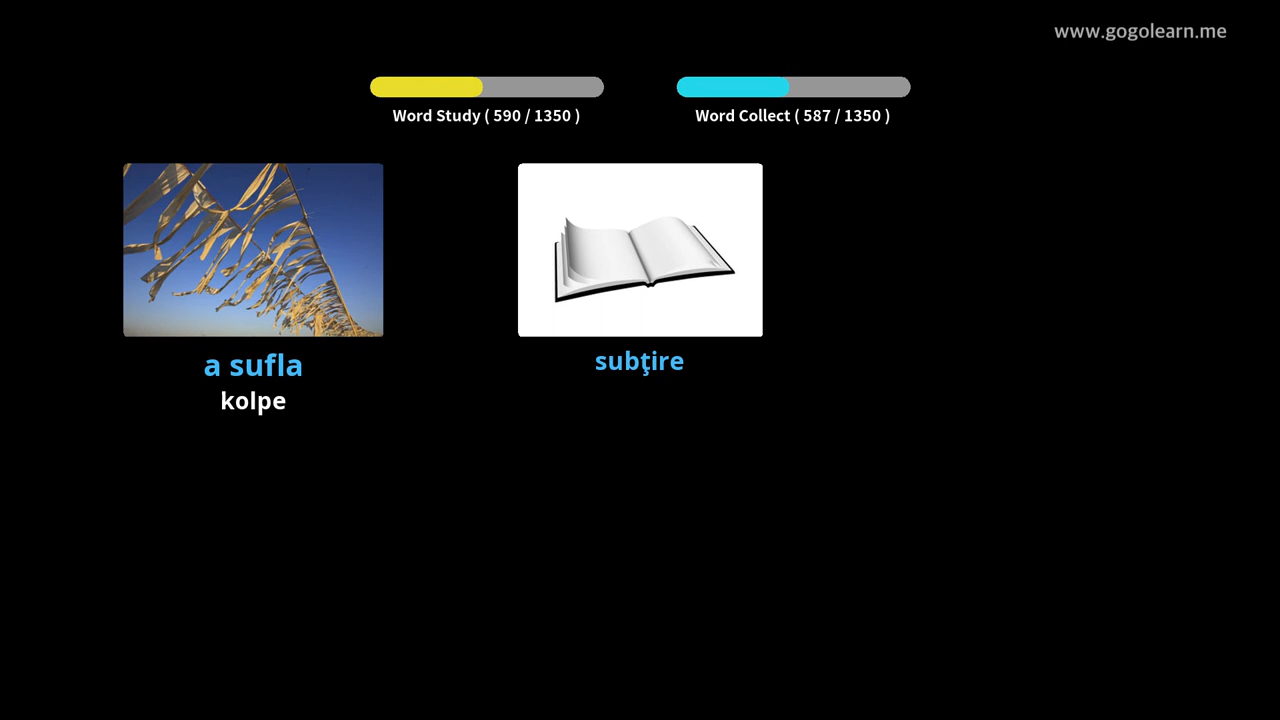 www.gogolearn.me
Word Study ( 590 / 1350 )
Word Collect ( 587 / 1350 )
a sufla
kolpe
subţire